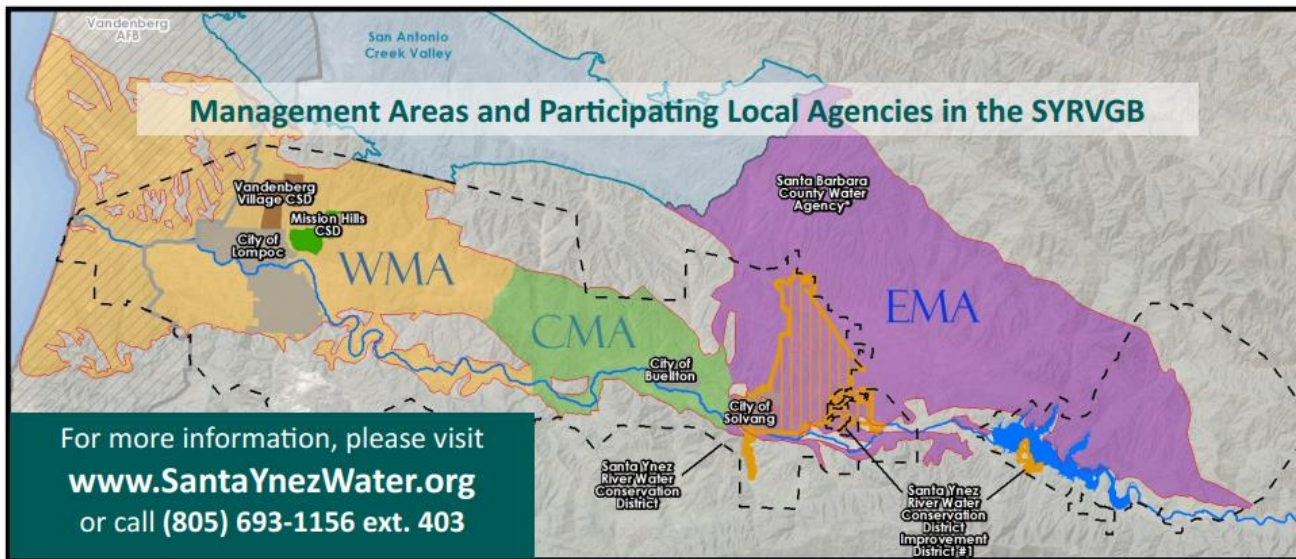 Vandenberg
AFB
San Antonio
Creek Valley
Management Areas and Participating Local Agencies in the SYRVGB
Santa Barbara
County Water
Agency*
Vandenberg
Village CSD
Mission Hills
CSD
City of
Lompoc
WMA
CMA
EMA
City of
Buellton
City of
Solvang
Santa Ynez
River Water
Conservation
District
Santa Ynez
River Water
Conservation
District
Improvement
District #1
For more information, please visit
www.SantaYnezWater.org
or call (805) 693-1156 ext. 403